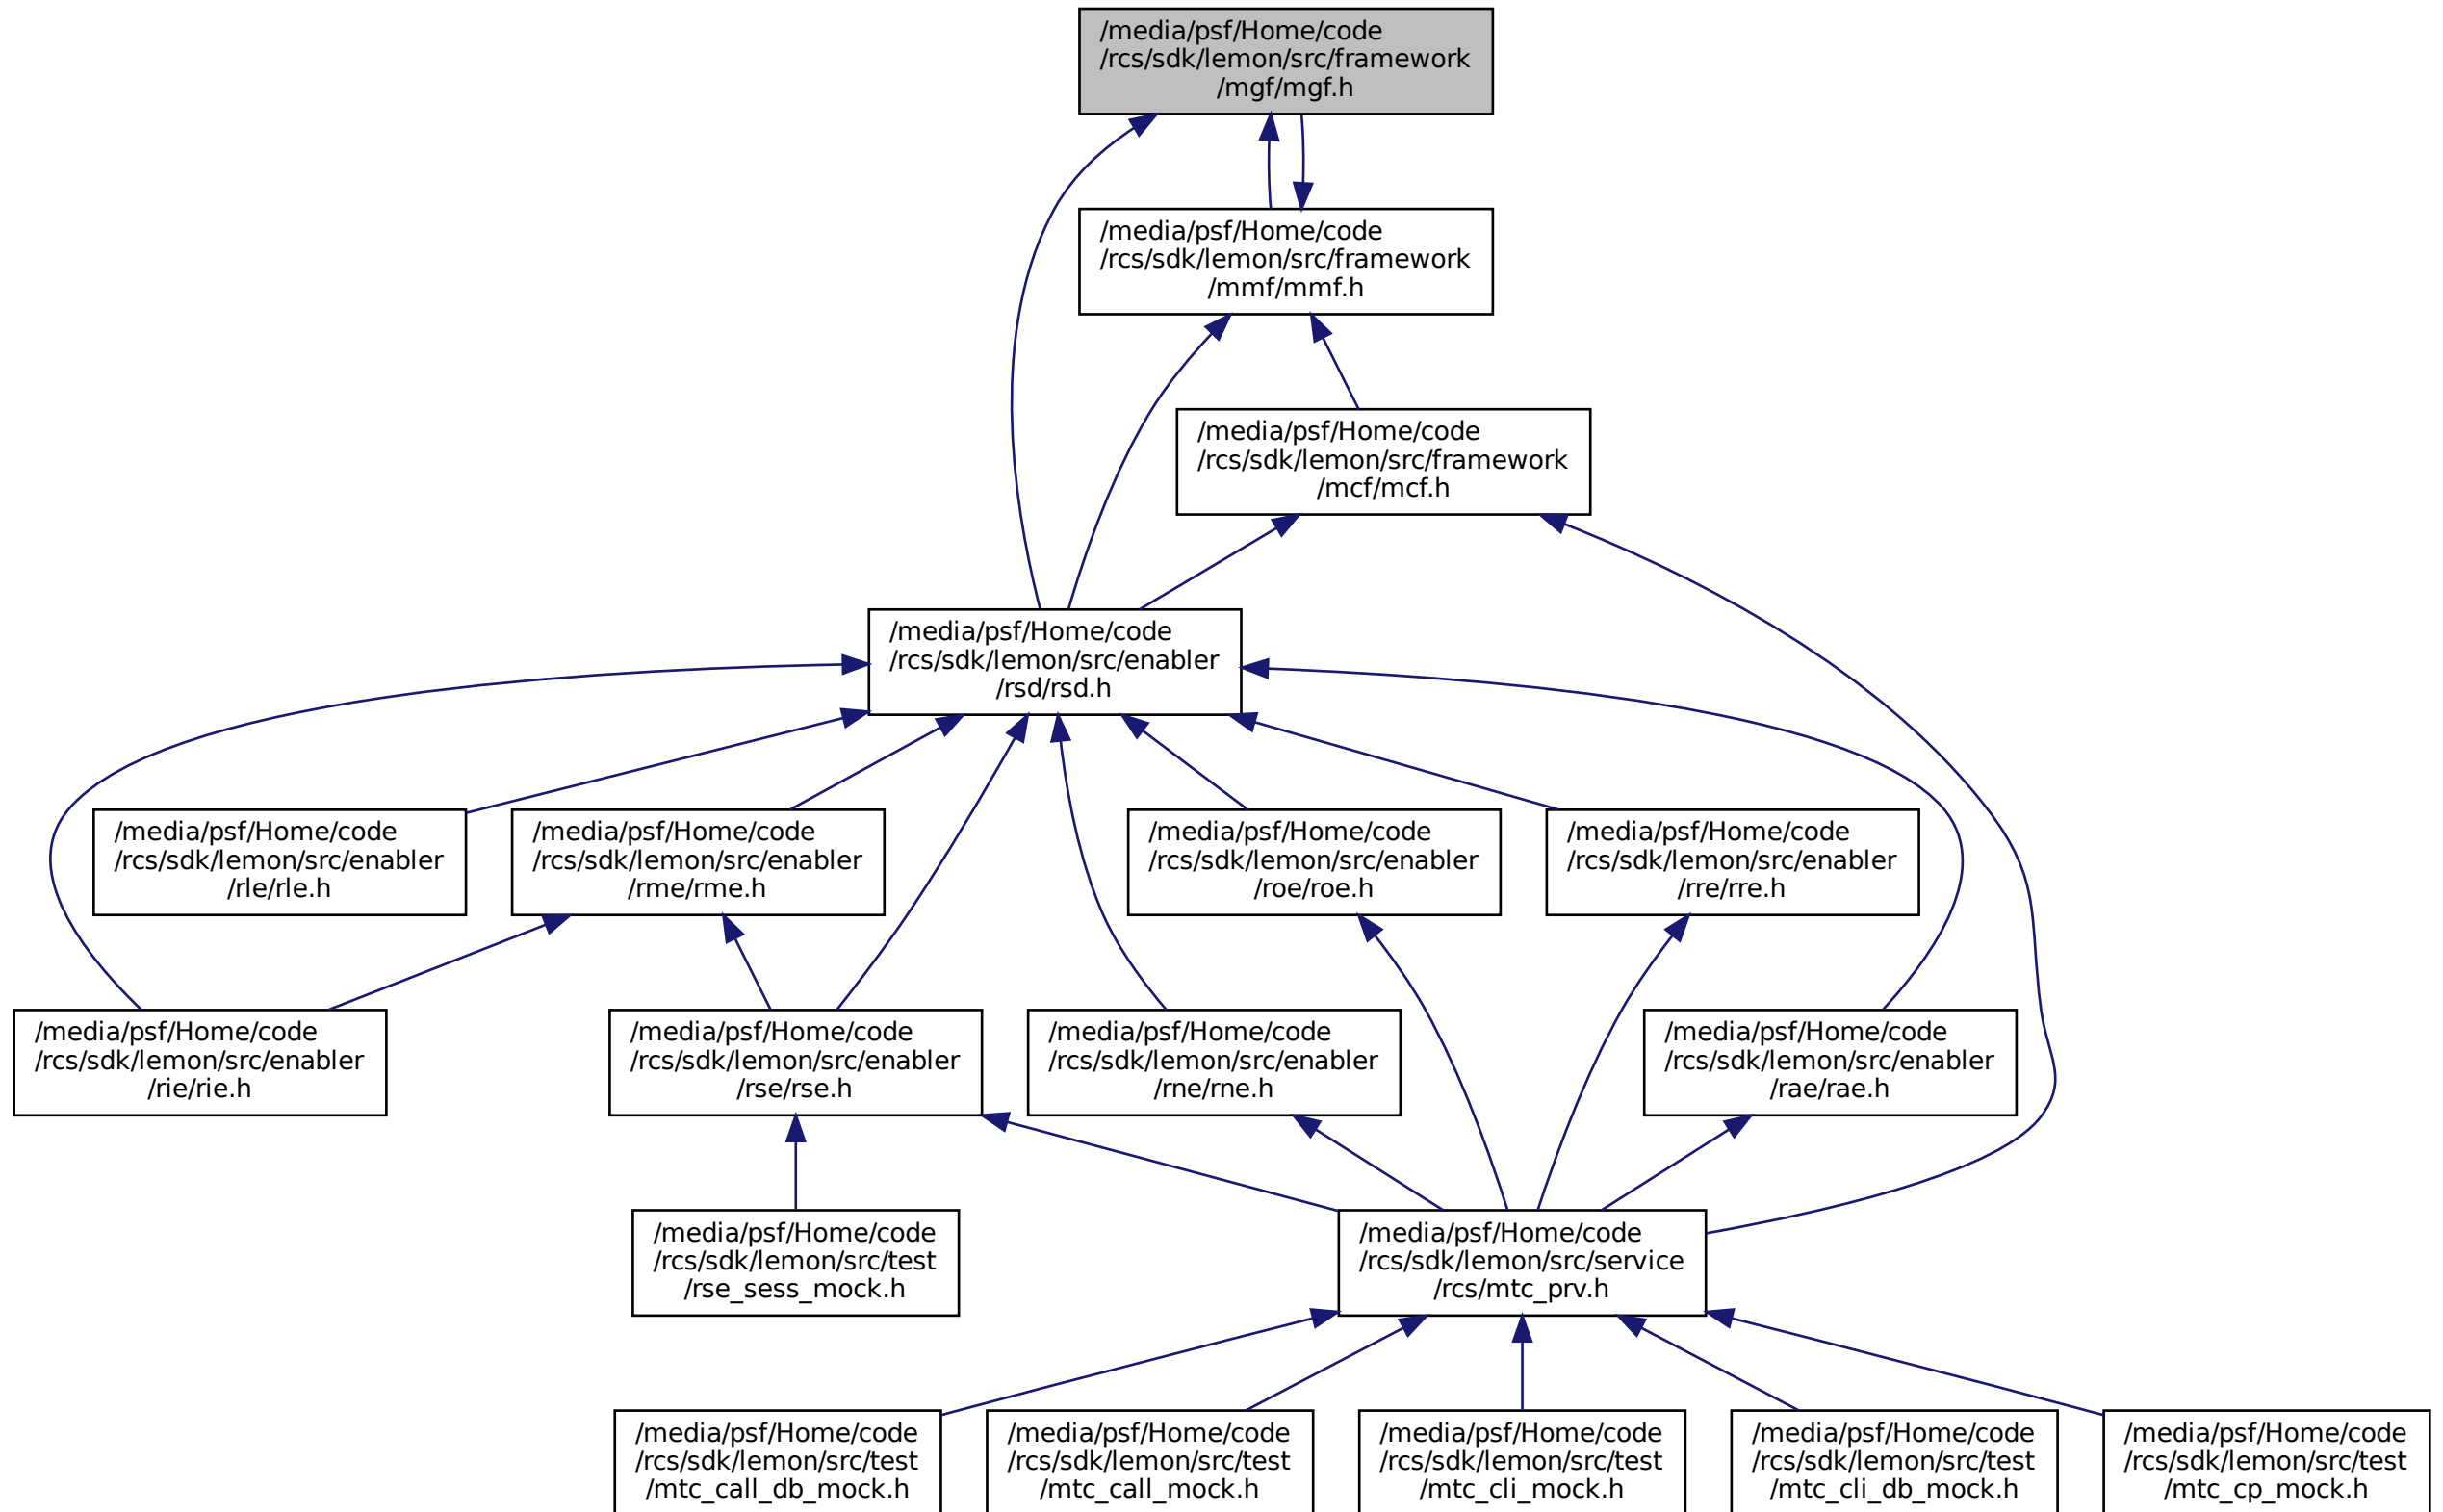 /media/psf/Home/code
/rcs/sdk/lemon/src/framework
/mgf/mgf.h
/media/psf/Home/code
/rcs/sdk/lemon/src/framework
/mmf/mmf.h
/media/psf/Home/code
/rcs/sdk/lemon/src/framework
/mcf/mcf.h
/media/psf/Home/code
/rcs/sdk/lemon/src/enabler
/rsd/rsd.h
/media/psf/Home/code
/rcs/sdk/lemon/src/enabler
/rle/rle.h
/media/psf/Home/code
/rcs/sdk/lemon/src/enabler
/rme/rme.h
/media/psf/Home/code
/rcs/sdk/lemon/src/enabler
/roe/roe.h
/media/psf/Home/code
/rcs/sdk/lemon/src/enabler
/rre/rre.h
/media/psf/Home/code
/rcs/sdk/lemon/src/enabler
/rie/rie.h
/media/psf/Home/code
/rcs/sdk/lemon/src/enabler
/rse/rse.h
/media/psf/Home/code
/rcs/sdk/lemon/src/enabler
/rne/rne.h
/media/psf/Home/code
/rcs/sdk/lemon/src/enabler
/rae/rae.h
/media/psf/Home/code
/rcs/sdk/lemon/src/test
/rse_sess_mock.h
/media/psf/Home/code
/rcs/sdk/lemon/src/service
/rcs/mtc_prv.h
/media/psf/Home/code
/rcs/sdk/lemon/src/test
/mtc_call_db_mock.h
/media/psf/Home/code
/rcs/sdk/lemon/src/test
/mtc_call_mock.h
/media/psf/Home/code
/rcs/sdk/lemon/src/test
/mtc_cli_mock.h
/media/psf/Home/code
/rcs/sdk/lemon/src/test
/mtc_cli_db_mock.h
/media/psf/Home/code
/rcs/sdk/lemon/src/test
/mtc_cp_mock.h